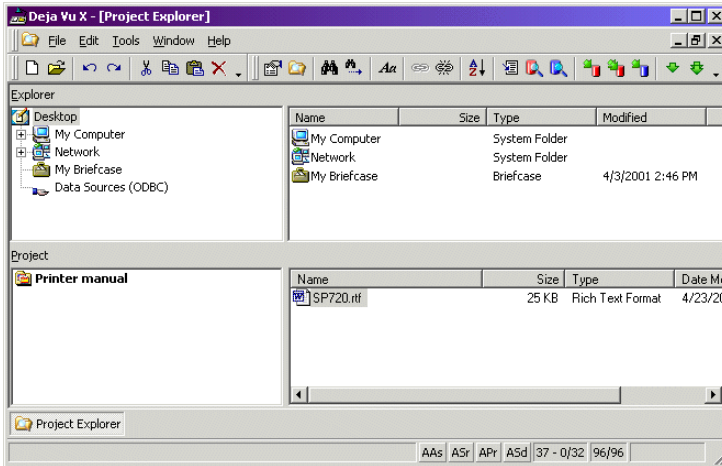 Deja Vu X - [Project Explorer]
File Edit Tools Window Help
Aα
Explorer
Desktop
My Computer
Network
My Briefcase
Data Sources (ODBC)
Name Size Type Modified
My Computer System Folder
Network System Folder
My Briefcase Briefcase 4/3/2001 2:46 PM
Project
Printer manual
Name Size Type Date Mo
SP720.rtf 25 KB Rich Text Format 4/23/20
Project Explorer
AAs ASr APr ASd 37 - 0/32 96/96